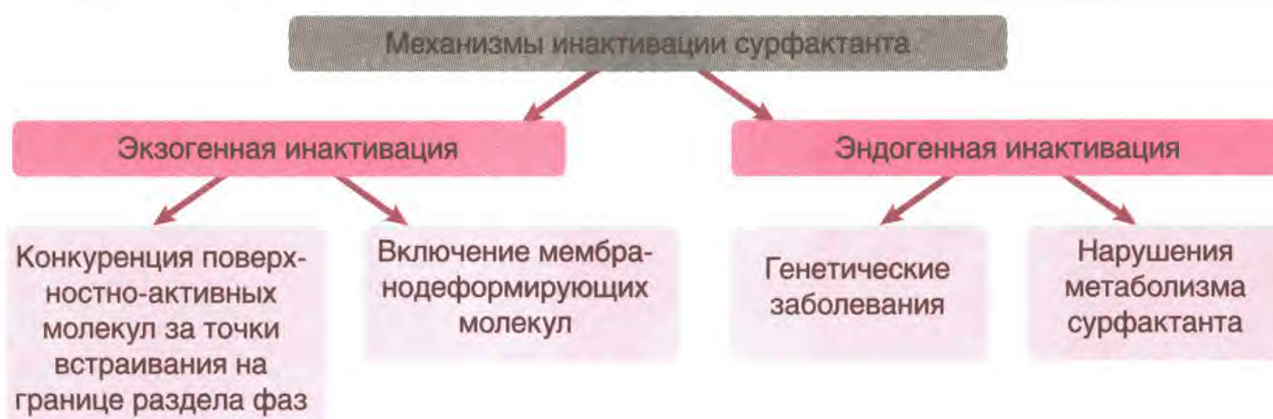 Механизмы инактивации сурфактанта
Экзогенная инактивация
Эндогенная инактивация
Конкуренция поверх-
ностно-активных
молекул за точки
встраивания на
границе раздела фаз
Включение мембра-
нодеформирующих
молекул
Генетические
заболевания
Нарушения
метаболизма
сурфактанта